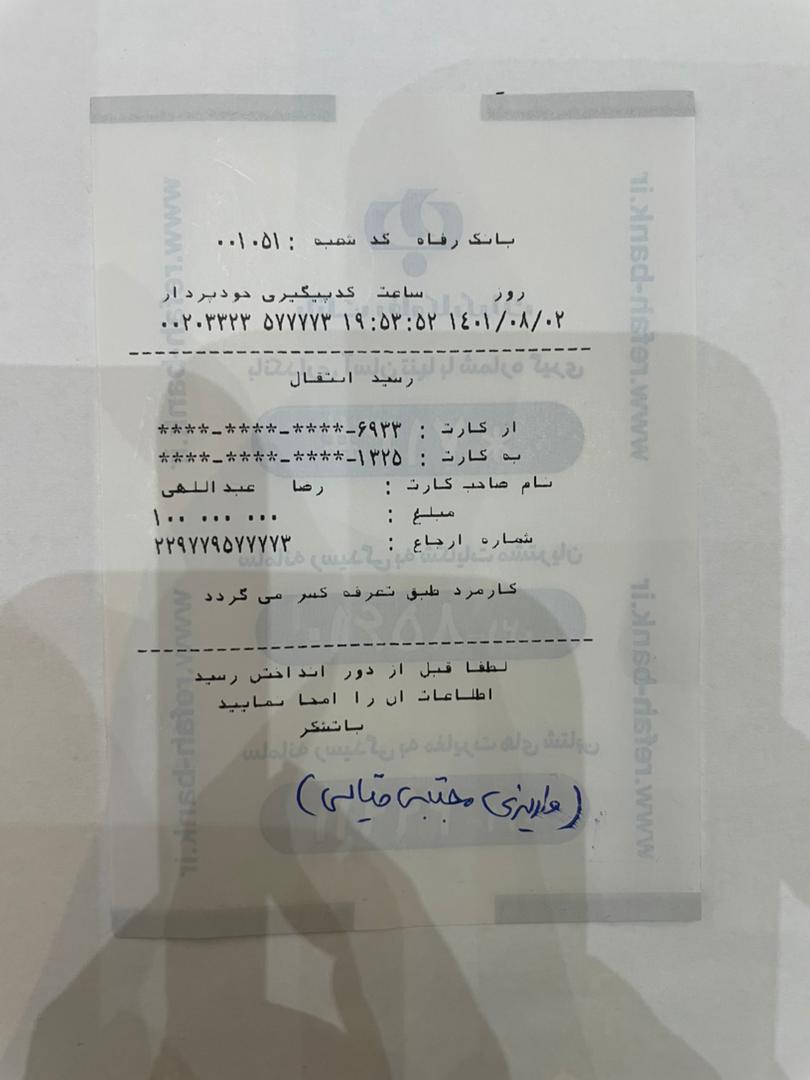 بانک رفاه کد شعبه : ۰۰۱۰۵۱
روز ساعت کدپیگیری خودپرداز
۱۴۰۱/۰۸/۰۲ ۱۹:۵۳:۵۲ ۵۷۷۷۷۳ ۰۰۲۰۳۳۲۳
رسید انتقال
از کارت : ۶۹۳۳-****-****-****
به کارت : ۱۳۲۵-****-****-****
نام صاحب کارت : رضا عبداللهی
مبلغ : ۱۰۰ ۰۰۰ ۰۰۰
شماره ارجاع : ۲۲۹۷۷۹۵۷۷۷۷۳
کارمزد طبق تعرفه کسر می گردد
لطفا قبل از دور انداختن رسید
اطلاعات ان را امحا نمایید
باتشکر
(واریزی مجتبی
www.refah-bank.ir
www.refah-bank.ir
www.refah-bank.ir
www.refah-bank.ir